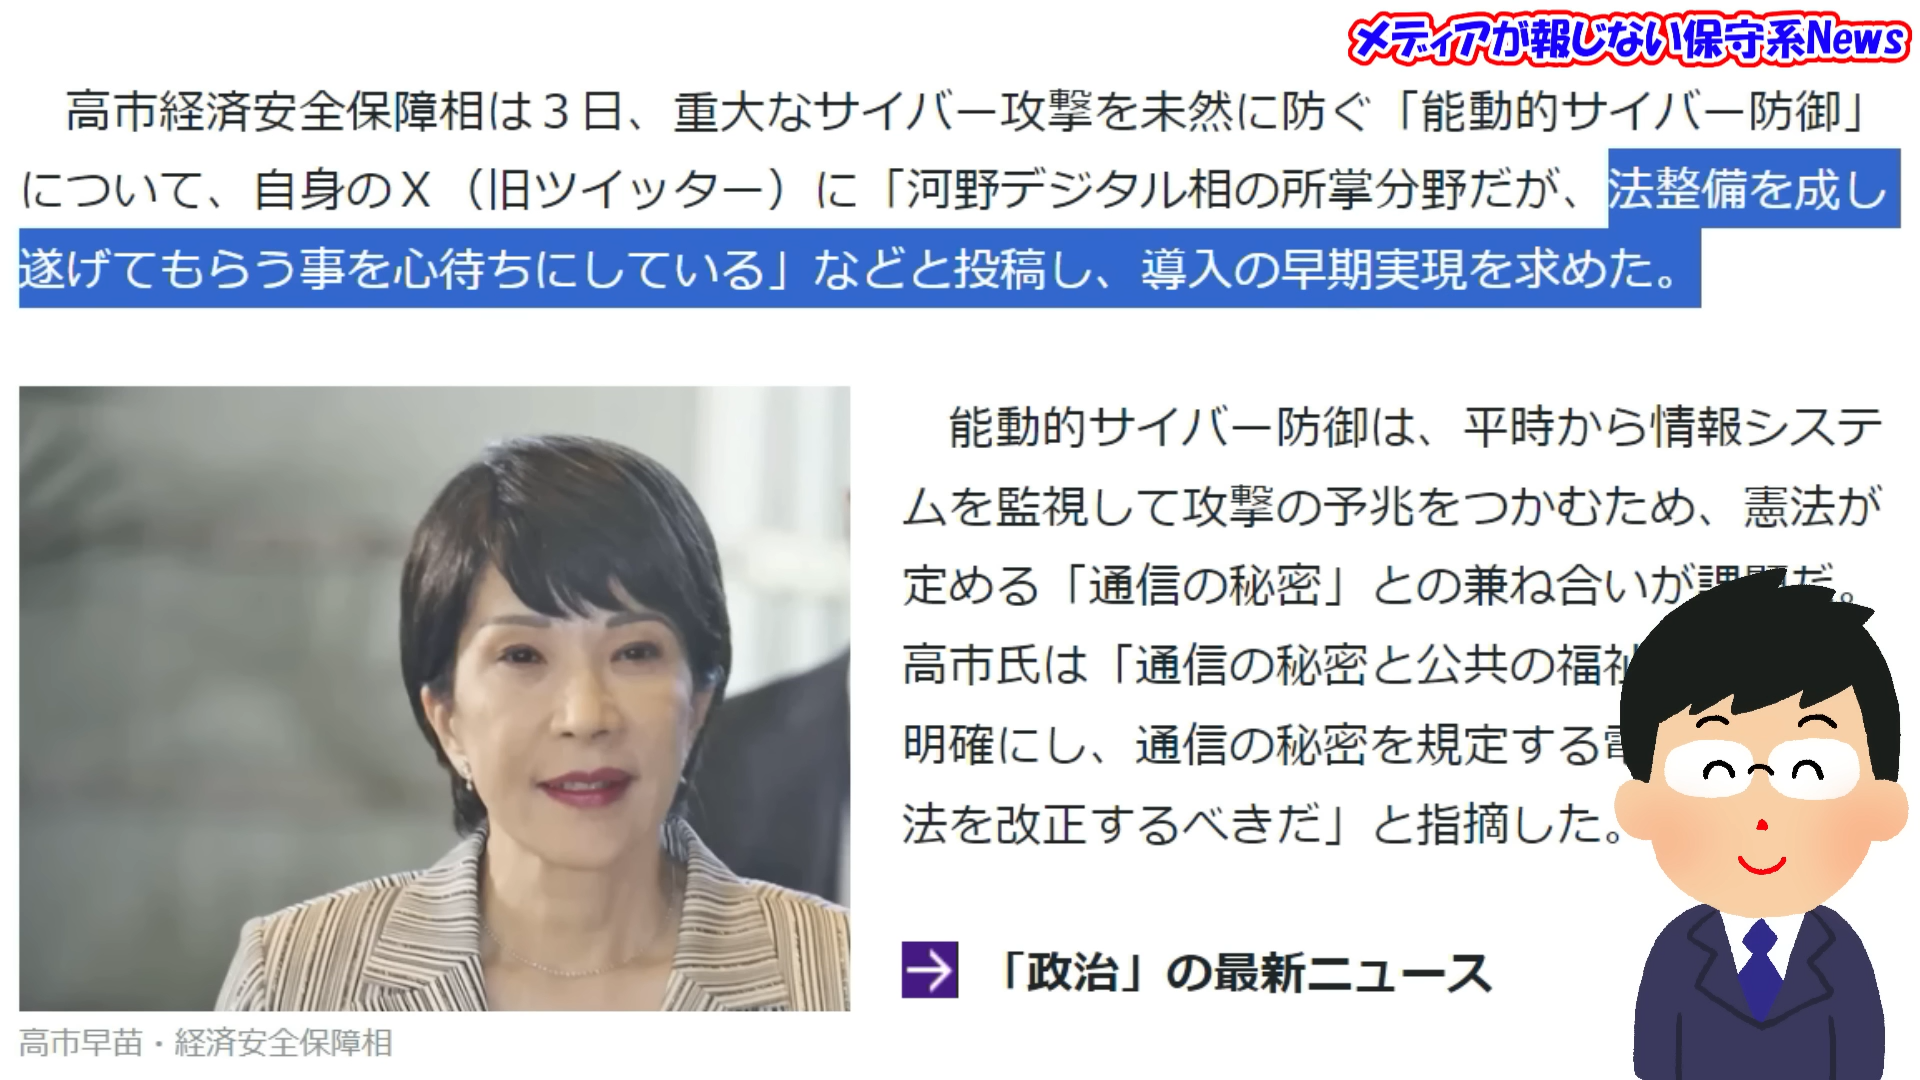 メディアが報じない保守系News
高市経済安全保障相は３日、重大なサイバー攻撃を未然に防ぐ「能動的サイバー防御」
について、自身のＸ（旧ツイッター）に「河野デジタル相の所掌分野だが、法整備を成し
遂げてもらう事を心待ちにしている」などと投稿し、導入の早期実現を求めた。
能動的サイバー防御は、平時から情報システ
ムを監視して攻撃の予兆をつかむため、憲法が
定める「通信の秘密」との兼ね合いが課題だ。
高市氏は「通信の秘密と公共の福祉
明確にし、通信の秘密を規定する電
法を改正するべきだ」と指摘した。
「政治」の最新ニュース
高市早苗・経済安全保障相